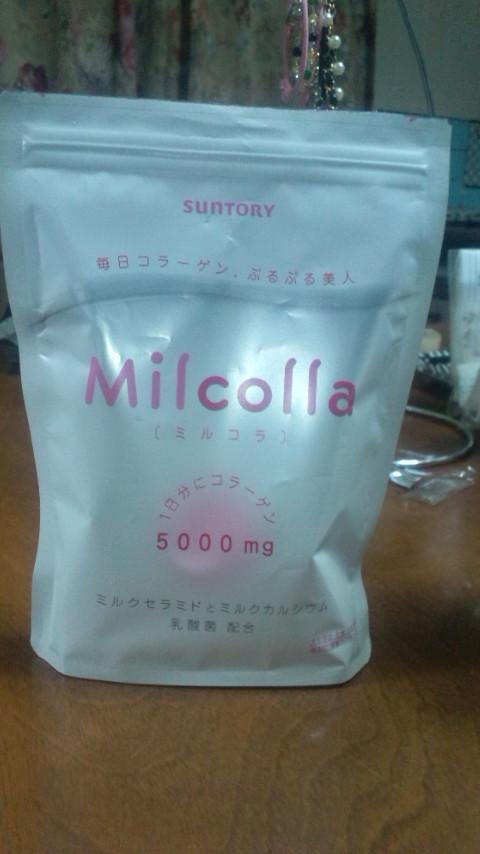 SUNTORY
毎日コラーゲン、ぷるぷる美人
Milcolla
〔ミルコラ〕
1日分にコラーゲン
5000mg
ミルクセラミドとミルクカルシウム
乳酸菌 配合